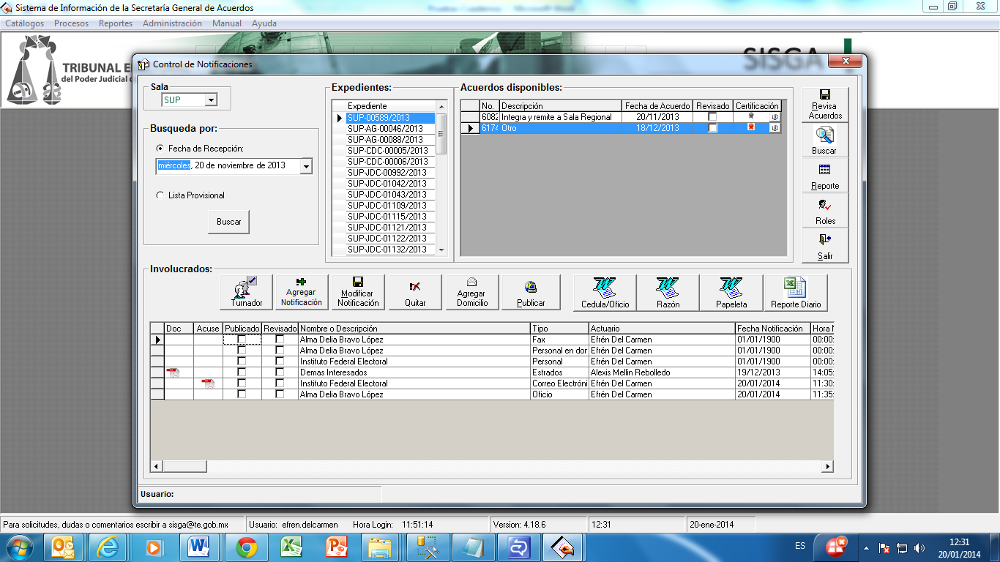 Sistema de Información de la Secretaría General de Acuerdos
Catálogos Procesos Reportes Administración Manual Ayuda
TRIBUNAL
del Poder Judicial
SISGA
Control de Notificaciones
Sala
SUP
Busqueda por:
Fecha de Recepción:
miércoles, 20 de noviembre de 2013
Lista Provisional
Buscar
Expedientes:
Expediente
SUP-00589/2013
SUP-AG-00046/2013
SUP-AG-00088/2013
SUP-CDC-00005/2013
SUP-CDC-00006/2013
SUP-JDC-00992/2013
SUP-JDC-01042/2013
SUP-JDC-01043/2013
SUP-JDC-01109/2013
SUP-JDC-01115/2013
SUP-JDC-01121/2013
SUP-JDC-01122/2013
SUP-JDC-01132/2013
Acuerdos disponibles:
No. Descripción Fecha de Acuerdo Revisado Certificación
6082 Integra y remite a Sala Regional 20/11/2013
6174 Otro 18/12/2013
Revisa Acuerdos
Buscar
Reporte
Roles
Salir
Involucrados:
Turnador
Agregar Notificación
Modificar Notificación
Quitar
Agregar Domicilio
Publicar
Cedula/Oficio
Razón
Papeleta
Reporte Diario
Doc Acuse Publicado Revisado Nombre o Descripción Tipo Actuario Fecha Notificación Hora
Alma Delia Bravo López Fax Efrén Del Carmen 01/01/1900 00:00:
Alma Delia Bravo López Personal en dor Efrén Del Carmen 01/01/1900 00:00:
Instituto Federal Electoral Personal Efrén Del Carmen 01/01/1900 00:00:
Demas Interesados Estrados Alexis Mellin Rebolledo 19/12/2013 14:05:
Instituto Federal Electoral Correo Electróni Efrén Del Carmen 20/01/2014 11:30:
Alma Delia Bravo López Oficio Efrén Del Carmen 20/01/2014 11:35:
Usuario:
Para solicitudes, dudas o comentarios escribir a sisga@te.gob.mx Usuario: efren.delcarmen Hora Login: 11:51:14 Version: 4.18.6 12:31 20-ene-2014
ES 12:31
20/01/2014